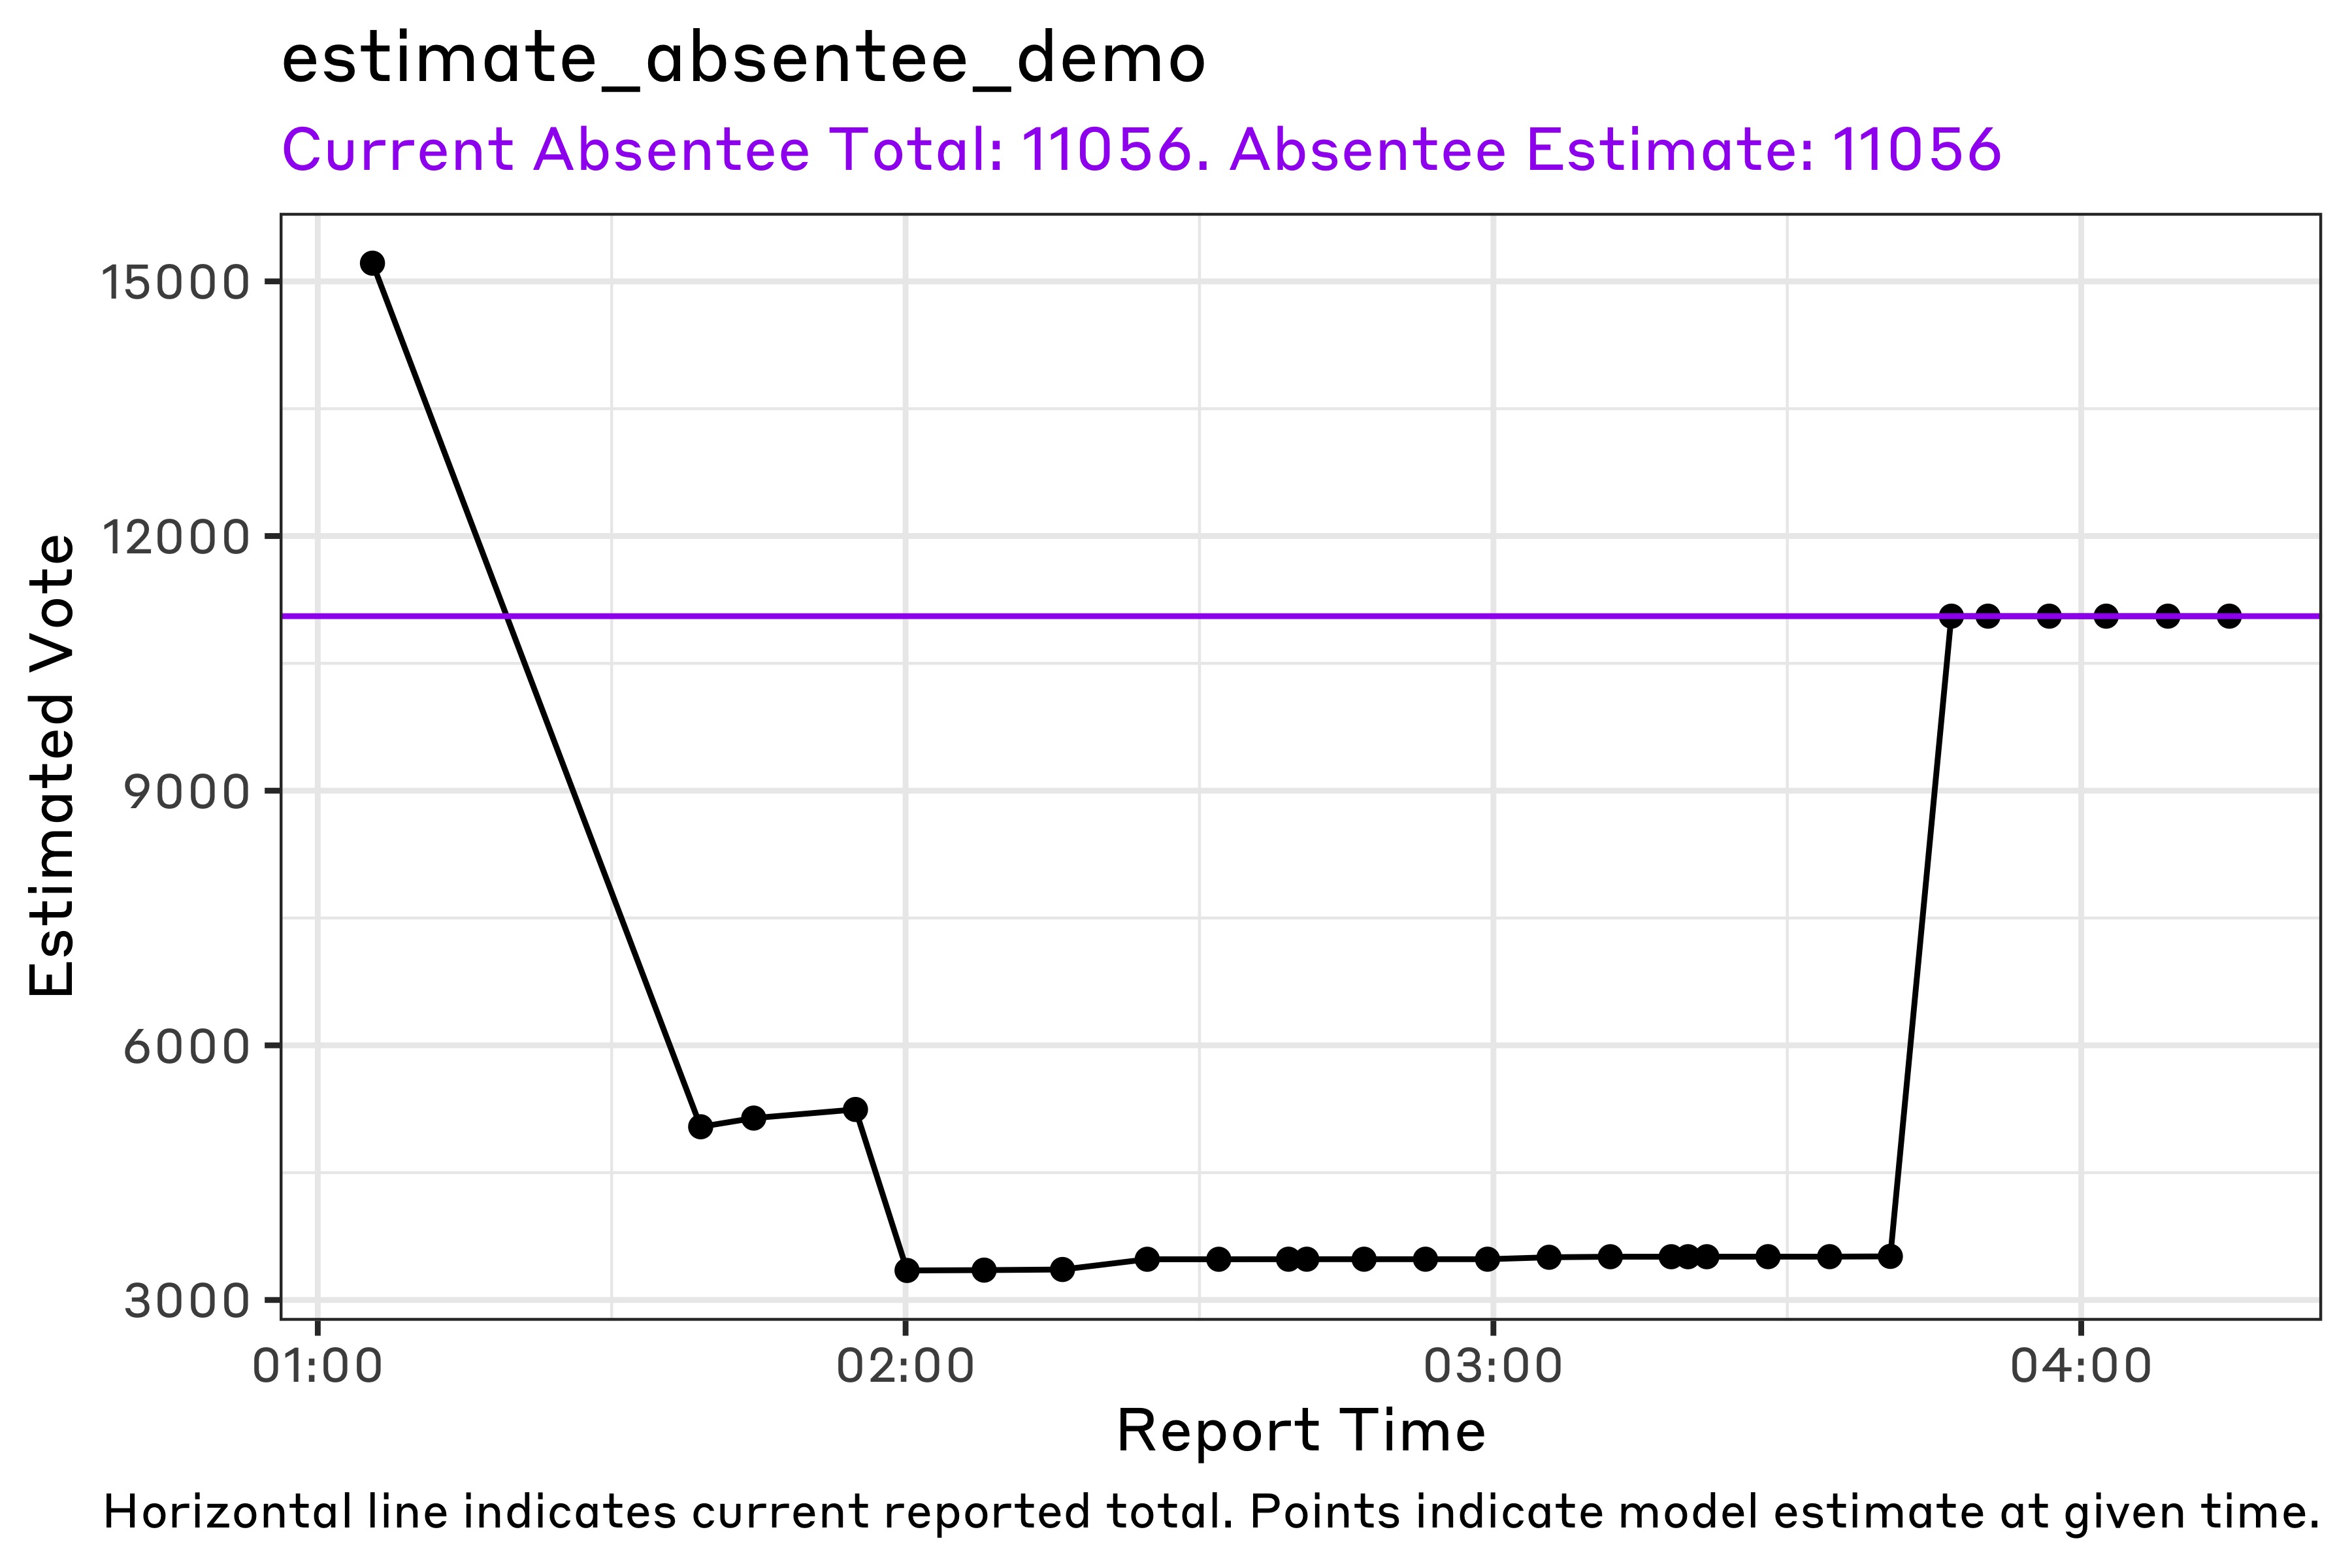 estimate_absentee_demo
Current Absentee Total: 11056. Absentee Estimate: 11056
Estimated Vote
15000
12000
9000
6000
3000
01:00 02:00 03:00 04:00
Report Time
Horizontal line indicates current reported total. Points indicate model estimate at given time.